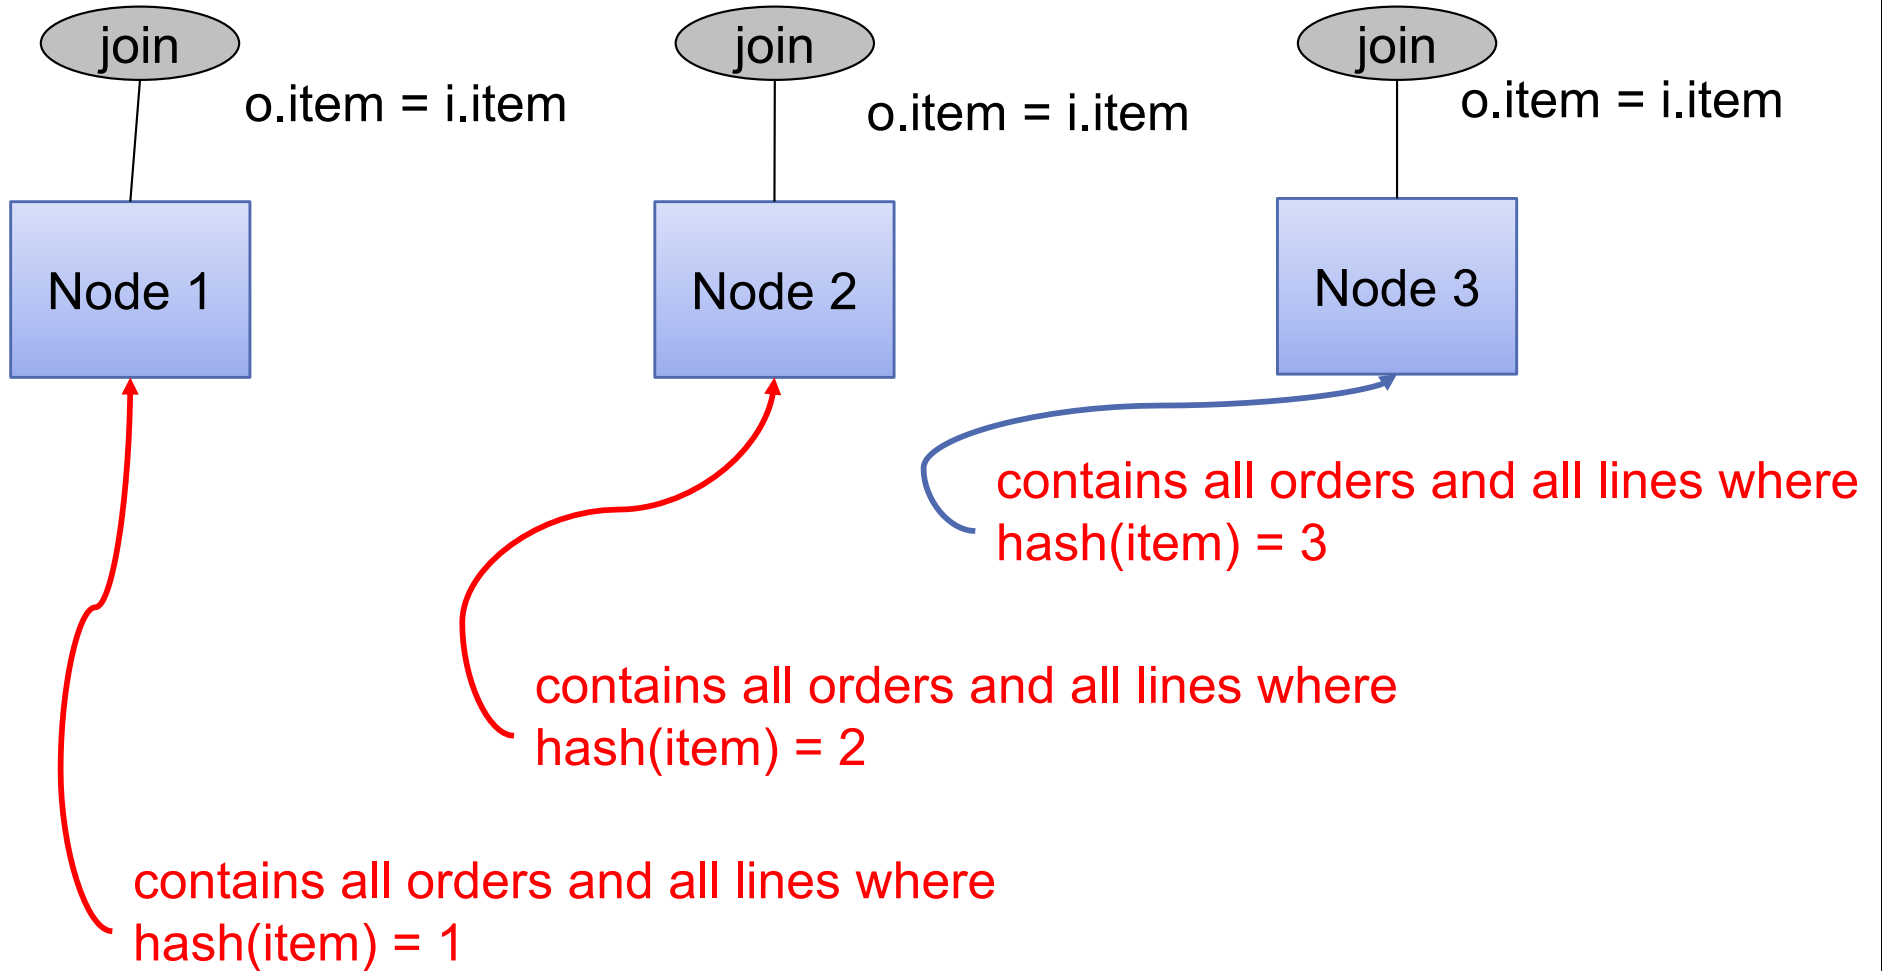 join
o.item = i.item
join
o.item = i.item
join
o.item = i.item
Node 1
Node 2
Node 3
contains all orders and all lines where
hash(item) = 3
contains all orders and all lines where
hash(item) = 2
contains all orders and all lines where
hash(item) = 1